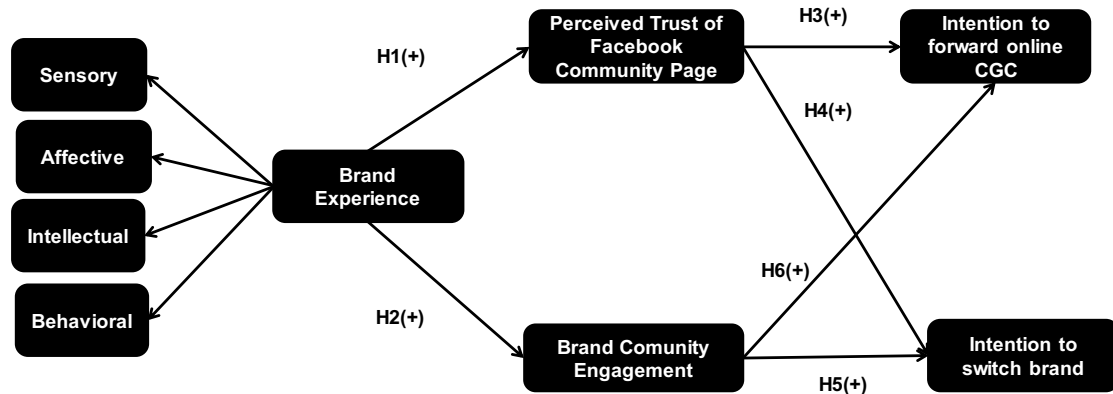 Sensory
Affective
Intellectual
Behavioral
Brand
Experience
H1(+)
H2(+)
Perceived Trust of
Facebook
Community Page
Brand Comunity
Engagement
H3(+)
H4(+)
H6(+)
H5(+)
Intention to
forward online
CGC
Intention to
switch brand